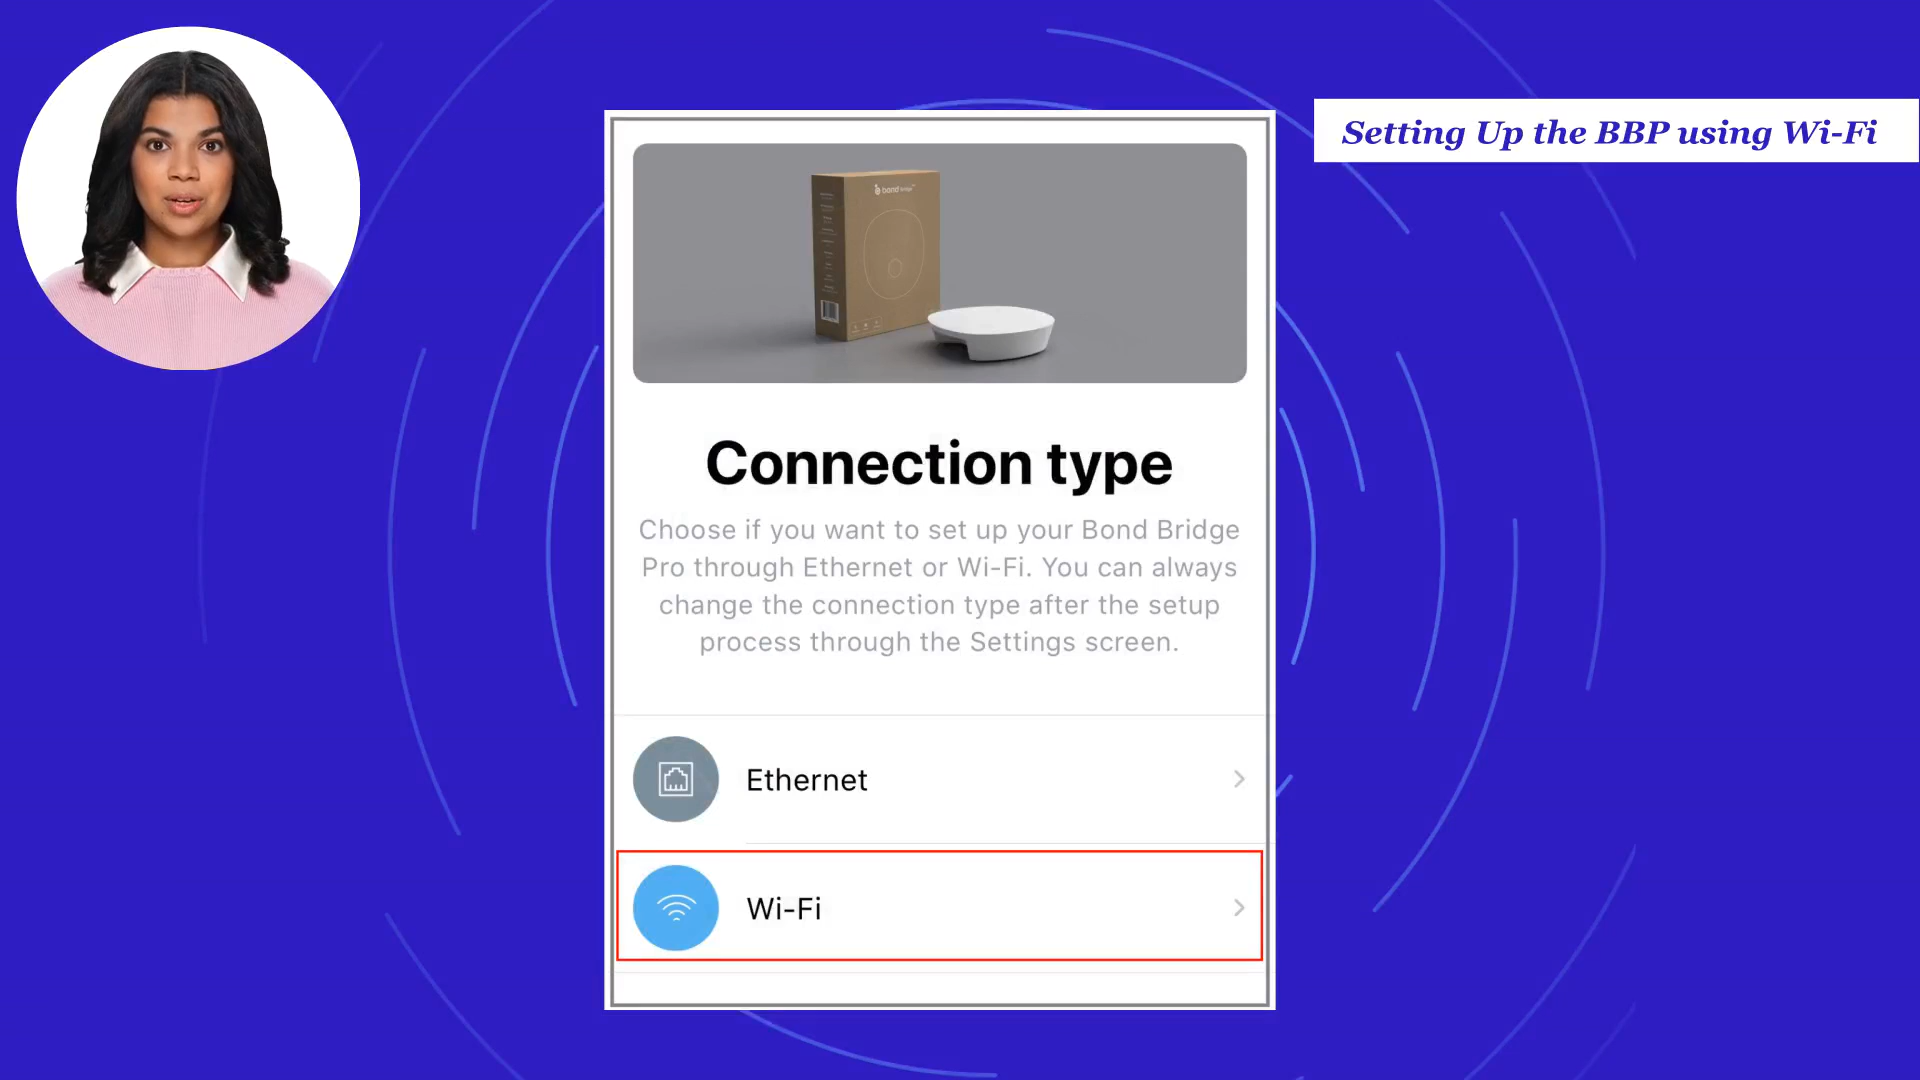 Setting Up the BBP using Wi-Fi
bond Bridge
Connection type
Choose if you want to set up your Bond Bridge
Pro through Ethernet or Wi-Fi. You can always
change the connection type after the setup
process through the Settings screen.
Ethernet
Wi-Fi